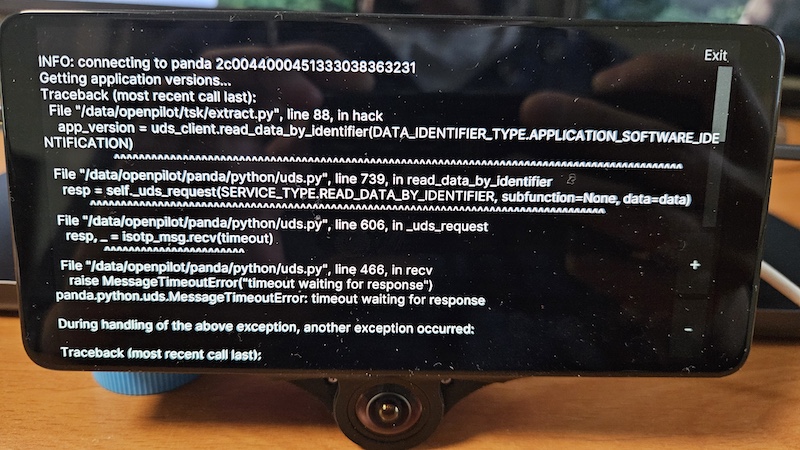 Exit
INFO: connecting to panda 2c0044000451333038363231
Getting application versions...
Traceback (most recent call last):
File "/data/openpilot/tsk/extract.py", line 88, in hack
app_version = uds_client.read_data_by_identifier(DATA_IDENTIFIER_TYPE.APPLICATION_SOFTWARE_IDE
NTIFICATION)
^^^^^^^^^^^^^^^^^^^^^^^^^^^^^^^^^^^^^^^^^^^^^^^^^^^^^^^^^^^^^^^^^^^^^^^^^^^^^^^^^^^^^^^^^^^^^
File "/data/openpilot/panda/python/uds.py", line 739, in read_data_by_identifier
resp = self._uds_request(SERVICE_TYPE.READ_DATA_BY_IDENTIFIER, subfunction=None, data=data)
^^^^^^^^^^^^^^^^^^^^^^^^^^^^^^^^^^^^^^^^^^^^^^^^^^^^^^^^^^^^^^^^^^^^^^^^^^^^^^^^^^^^
File "/data/openpilot/panda/python/uds.py", line 606, in _uds_request
resp, _ = isotp_msg.recv(timeout)
^^^^^^^^^^^^^^^^^^^^^^^
File "/data/openpilot/panda/python/uds.py", line 466, in recv
raise MessageTimeoutError("timeout waiting for response")
panda.python.uds.MessageTimeoutError: timeout waiting for response
During handling of the above exception, another exception occurred:
Traceback (most recent call last):
+
-